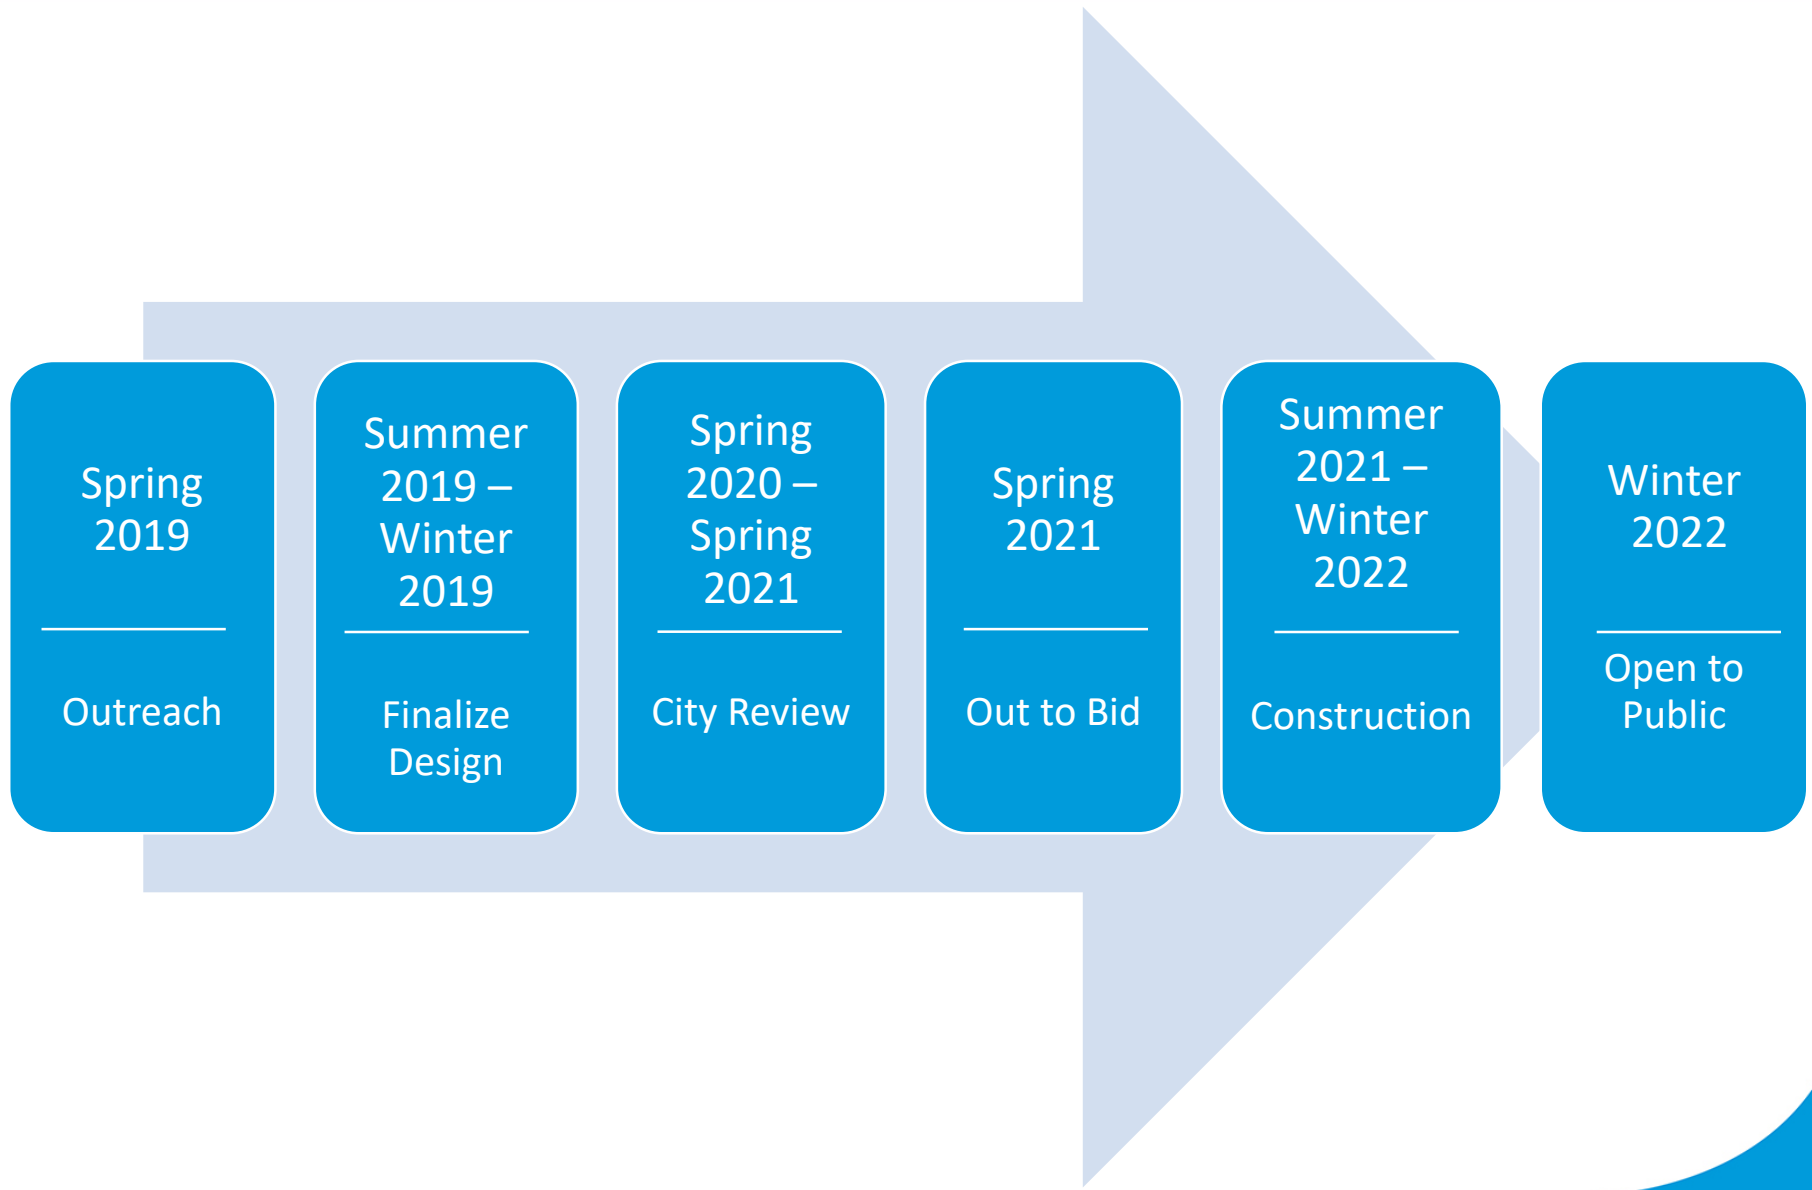 Spring
2019
Outreach
Summer
2019 –
Winter
2019
Finalize
Design
Spring
2020 –
Spring
2021
City Review
Spring
2021
Out to Bid
Summer
2021 –
Winter
2022
Construction
Winter
2022
Open to
Public